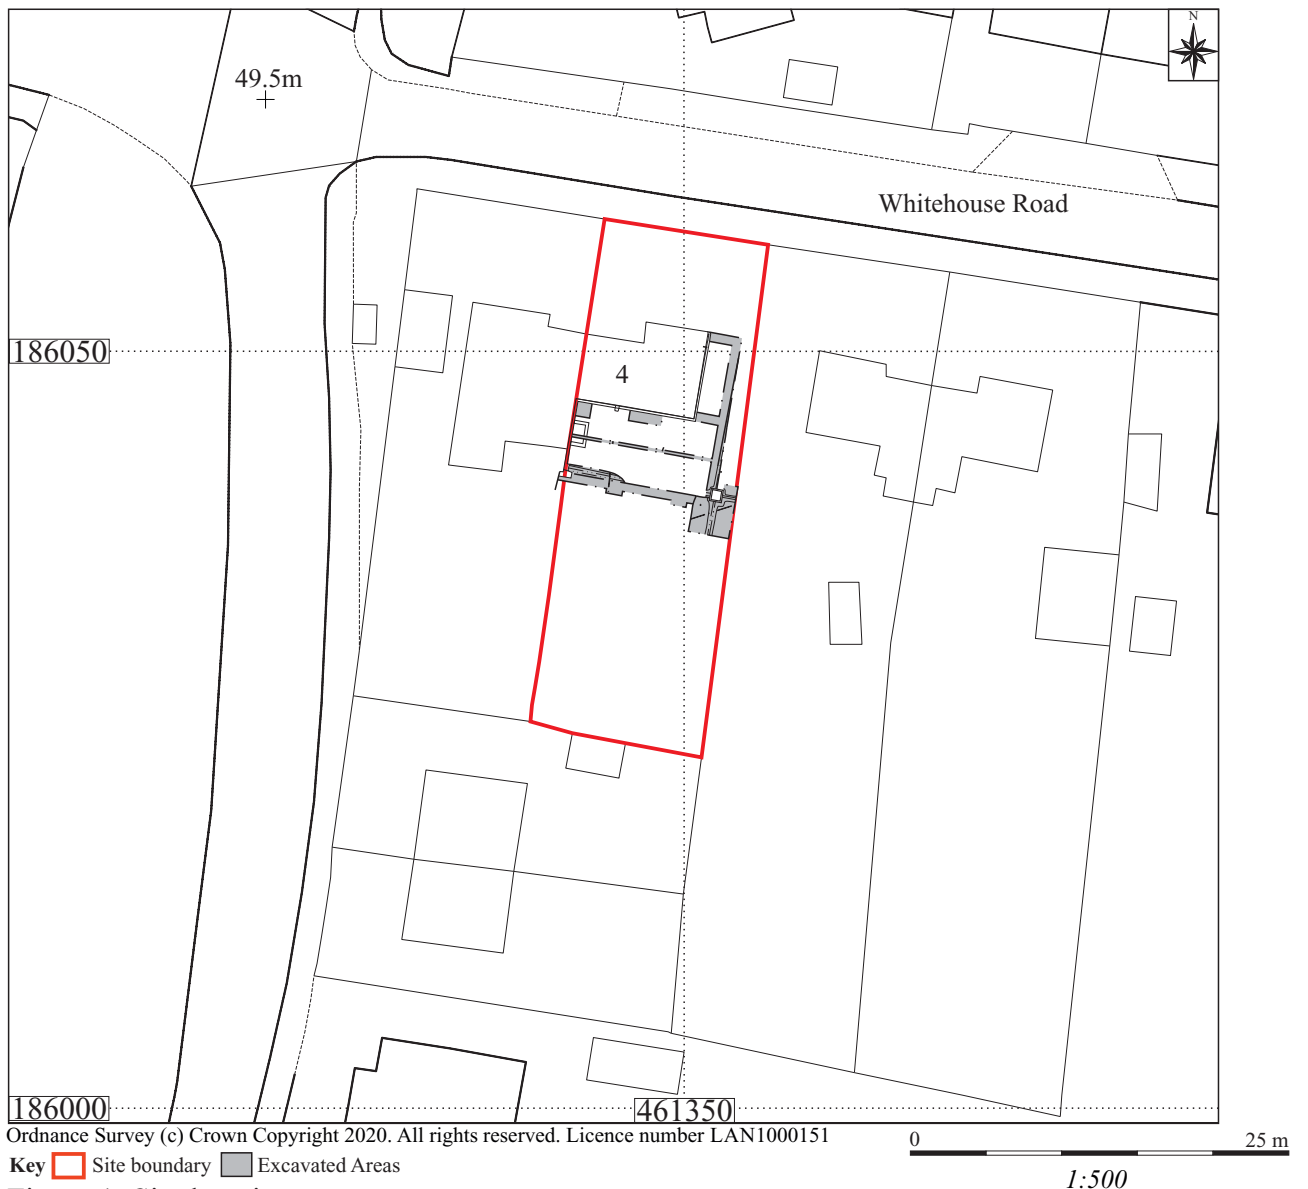 N
49.5m
Whitehouse Road
186050
4
186000
461350
Ordnance Survey (c) Crown Copyright 2020. All rights reserved. Licence number LAN1000151
0 25 m
Key Site boundary Excavated Areas
1:500